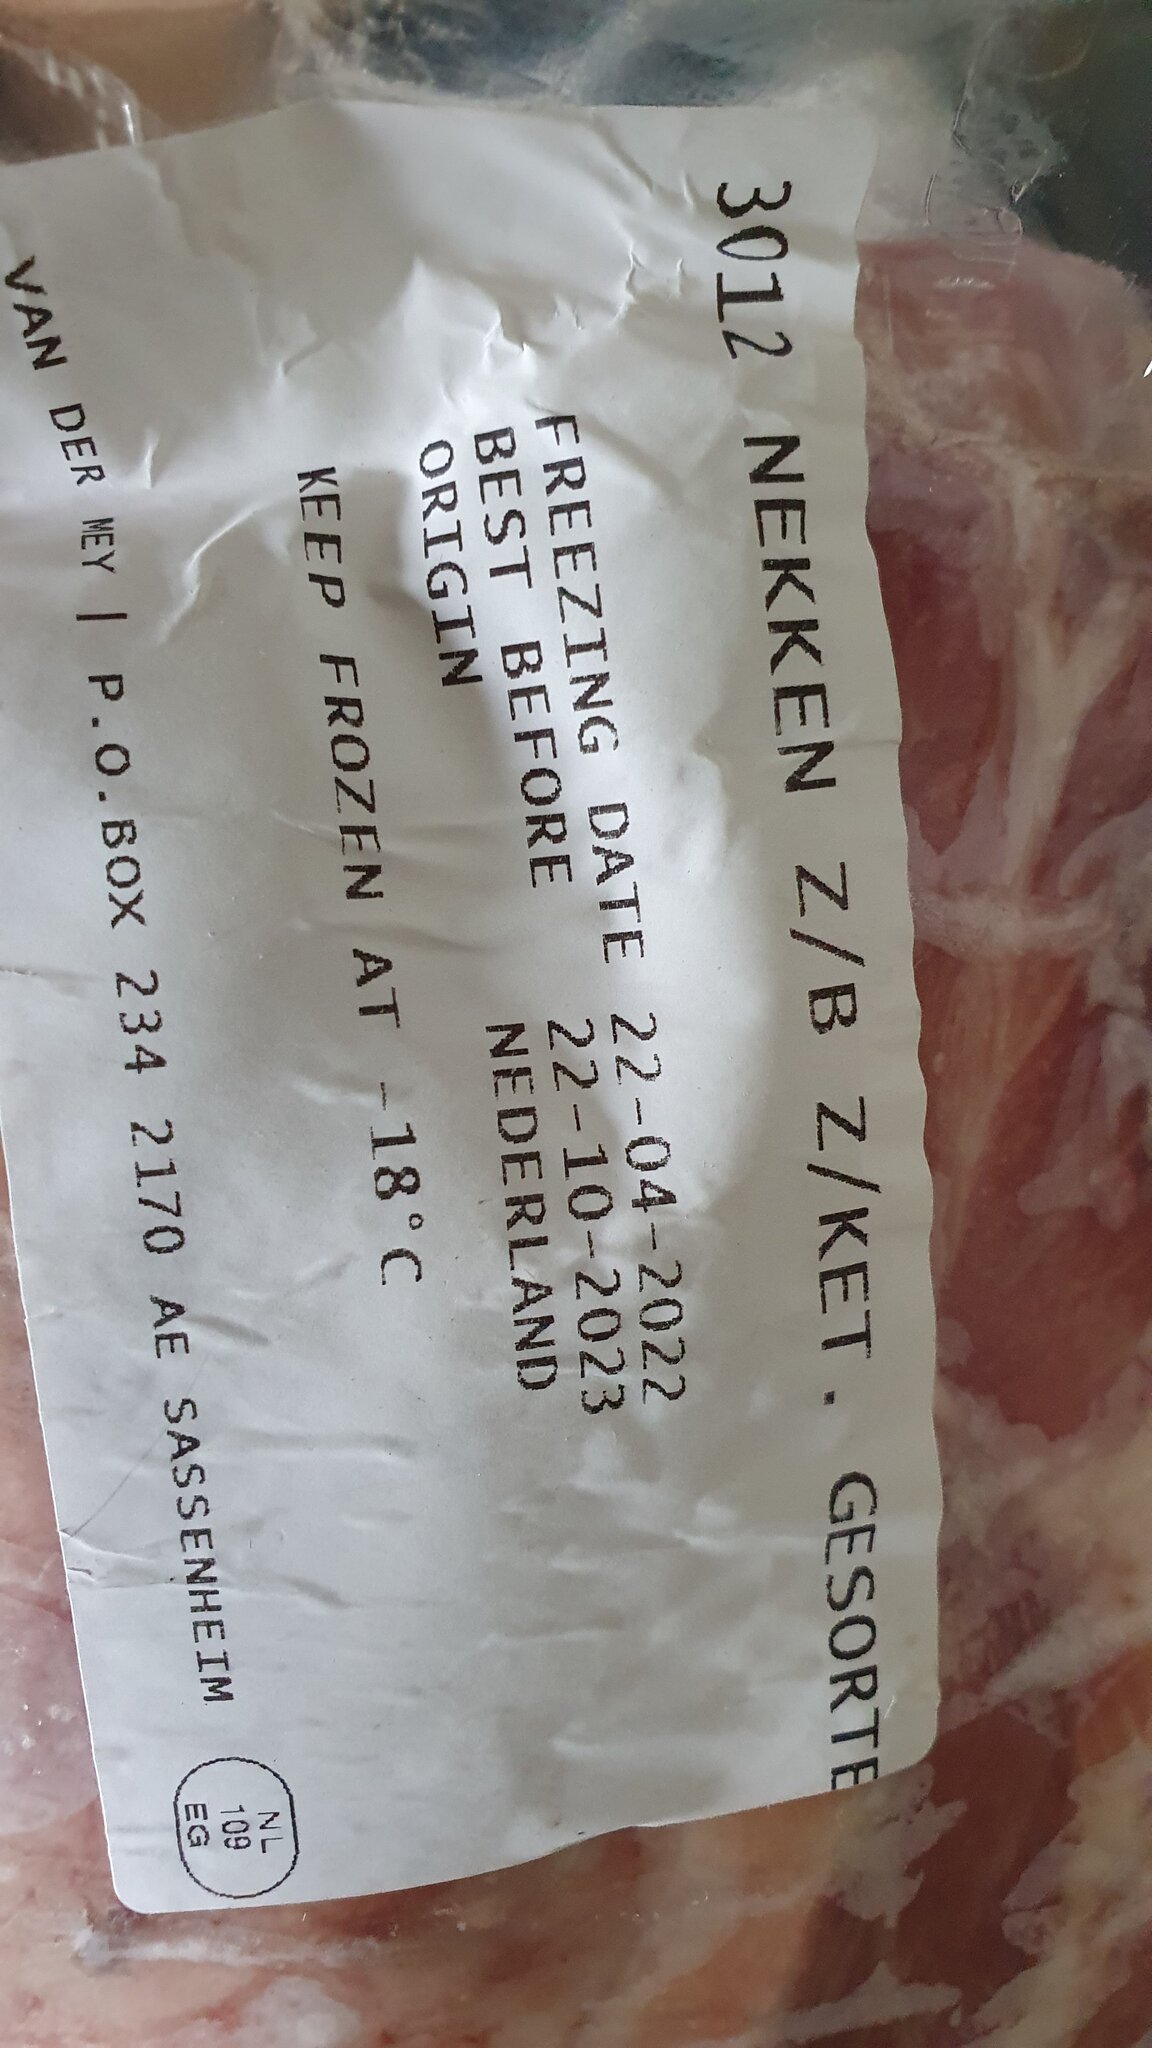 3012 NEKKEN Z/B Z/KET. GESORTE
FREEZING DATE 22-04-2022
BEST BEFORE 22-10-2023
ORIGIN NEDERLAND
KEEP FROZEN AT -18°C
VAN DER MEY | P.O.BOX 234 2170 AE SASSENHEIM
NL
109
EG